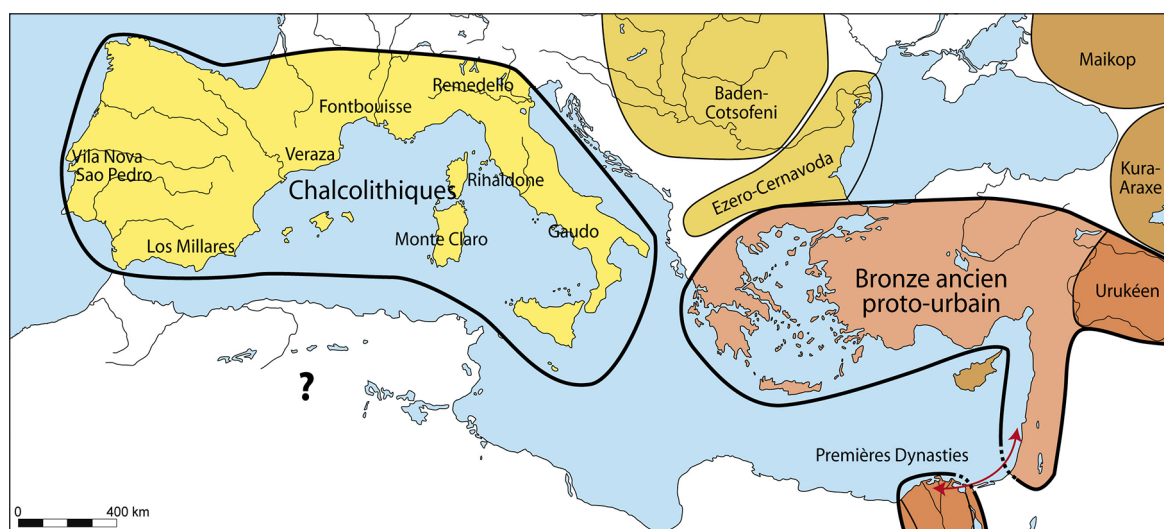 Maikop
Baden-
Cotsofeni
Remedello
Fontbouisse
Vila Nova
Sao Pedro
Veraza
Kura-
Araxe
Rihaldone
Chalcolithiques
Ezero-Cernavoda
Los Millares
Monte Claro
Gaudo
Bronze ancien
proto-urbain
Urukéen
?
Premières Dynasties
0 400 km